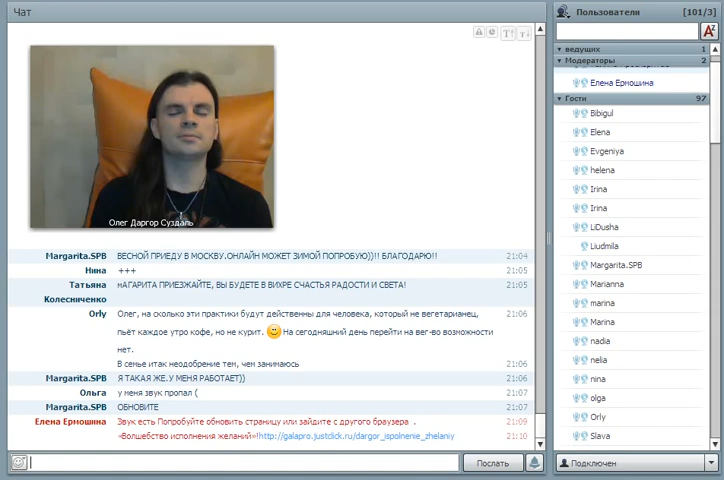 Чат
Олег Даргор Суздаль
Margarita.SPB ВЕСНОЙ ПРИЕДУ В МОСКВУ.ОНЛАЙН МОЖЕТ ЗИМОЙ ПОПРОБУЮ))!! БЛАГОДАРЮ!! 21:04
Нина +++ 21:05
Татьяна мАГАРИТА ПРИЕЗЖАЙТЕ, ВЫ БУДЕТЕ В ВИХРЕ СЧАСТЬЯ РАДОСТИ И СВЕТА! 21:05
Колесниченко
Orly Олег, на сколько эти практики будут действенны для человека, который не вегетарианец, 21:06
пьёт каждое утро кофе, но не курит. На сегодняшний день перейти на вег-во возможности
нет.
В семье итак неодобрение тем, чем занимаюсь 21:06
Margarita.SPB Я ТАКАЯ ЖЕ.У МЕНЯ РАБОТАЕТ)) 21:06
Ольга у меня звук пропал ( 21:07
Margarita.SPB ОБНОВИТЕ 21:07
Елена Ермошина Звук есть Попробуйте обновить страницу или зайдите с другого браузера . 21:09
«Волшебство исполнения желаний»!http://galapro.justclick.ru/dargor_ispolnenie_zhelaniy 21:10
Послать
Пользователи [101/3]
ведущих 1
Модераторы 2
Елена Ермошина
Гости 97
Bibigul
Elena
Evgeniya
helena
Irina
Irina
LiDusha
Liudmila
Margarita.SPB
Marianna
marina
Marina
nadia
nelia
nina
olga
Orly
Slava
Подключен